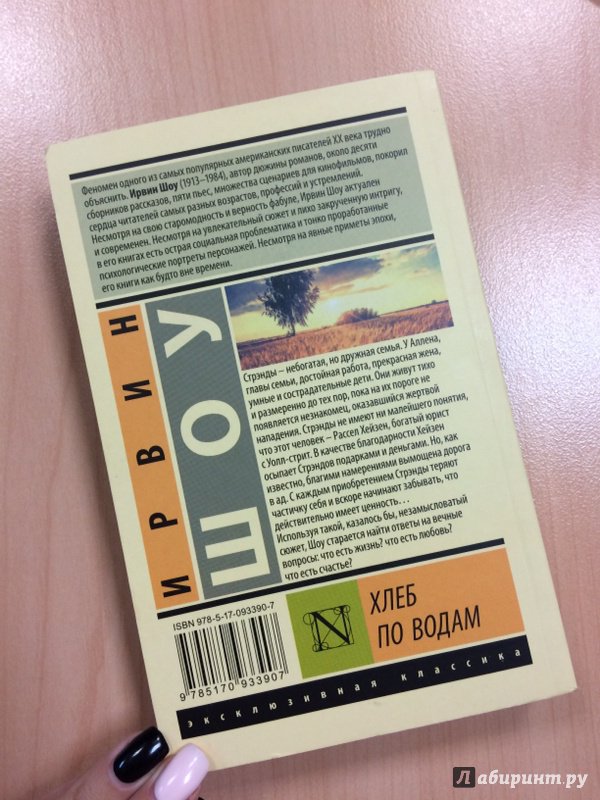 Феномен одного из самых популярных американских писателей XX века трудно
объяснить. Ирвин Шоу (1913–1984), автор дюжины романов, около десяти
сборников рассказов, пяти пьес, множества сценариев для кинофильмов, покорил
сердца читателей самых разных возрастов, профессий и устремлений.
Несмотря на свою старомодность и верность фабуле, Ирвин Шоу актуален
и современен. Несмотря на увлекательный сюжет и лихо закрученную интригу,
в его книгах есть острая социальная проблематика и тонко проработанные
психологические портреты персонажей. Несмотря на явные приметы эпохи,
его книги как будто вне времени.
ИРВИН
ШОУ
Стрэнды – небогатая, но дружная семья. У Аллена,
главы семьи, достойная работа, прекрасная жена,
умные и сострадательные дети. Они живут тихо
и размеренно до тех пор, пока на их пороге не
появляется незнакомец, оказавшийся жертвой
нападения. Стрэнды не имеют ни малейшего понятия,
что этот человек – Рассел Хейзен, богатый юрист
с Уолл-стрит. В качестве благодарности Хейзен
осыпает Стрэндов подарками и деньгами. Но, как
известно, благими намерениями вымощена дорога
в ад. С каждым приобретением Стрэнды теряют
частичку себя и вскоре начинают забывать, что
действительно имеет ценность…
Используя такой, казалось бы, незамысловатый
сюжет, Шоу старается найти ответы на вечные
вопросы: что есть жизнь? что есть любовь?
что есть счастье?
ISBN 978-5-17-093390-7
9 785170 933907
N
ХЛЕБ
ПО ВОДАМ
эксклюзивная классика
Лабиринт.ру